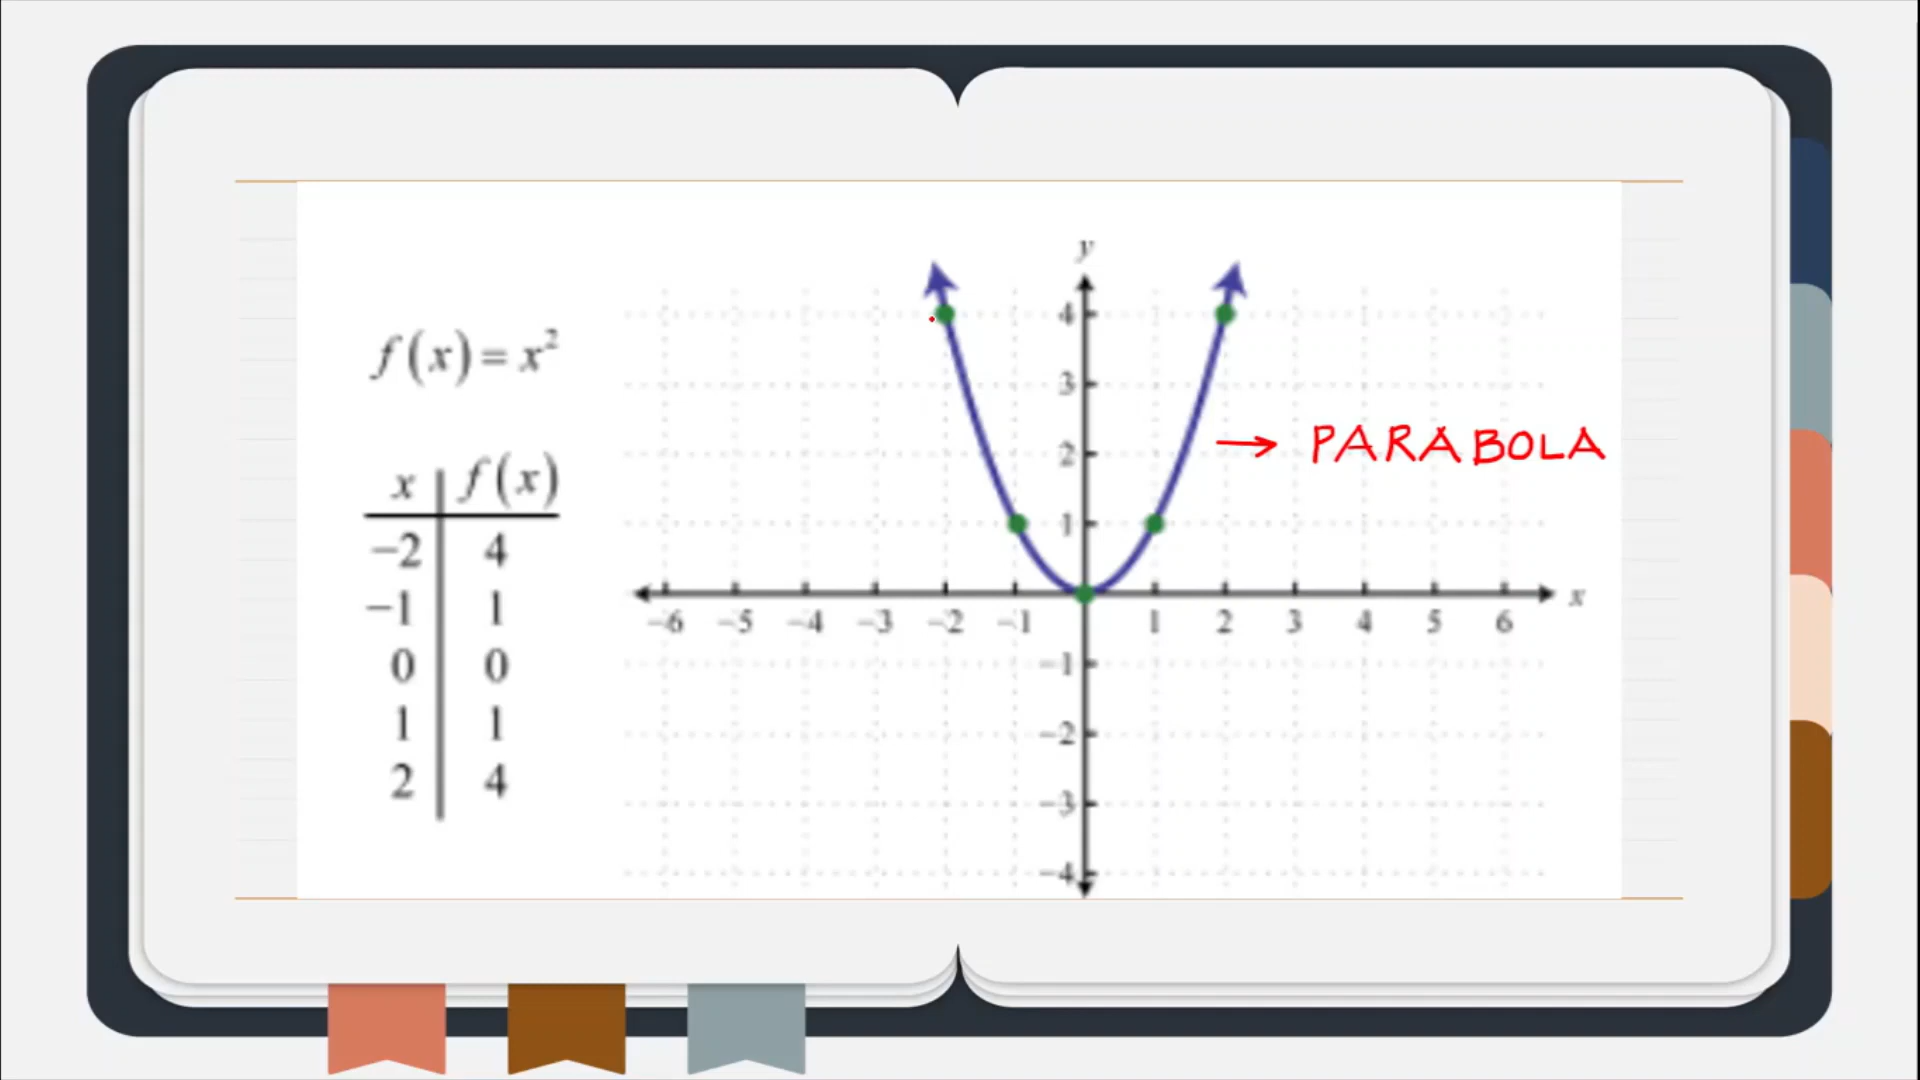 f(x) = x²
x f(x)
−2 4
−1 1
0 0
1 1
2 4
y
4
3
2
1
−6 −5 −4 −3 −2 −1 1 2 3 4 5 6 x
−1
−2
−3
−4
PARABOLA